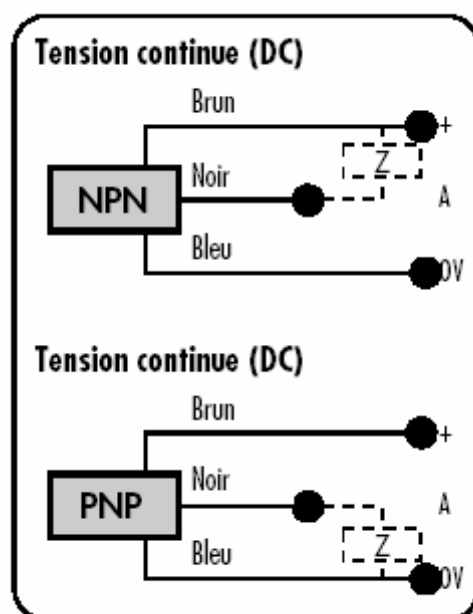 Tension continue (DC)
Brun
+
Z
Noir
NPN
A
Bleu
0V
Tension continue (DC)
Brun
+
Noir
PNP
A
Z
Bleu
0V